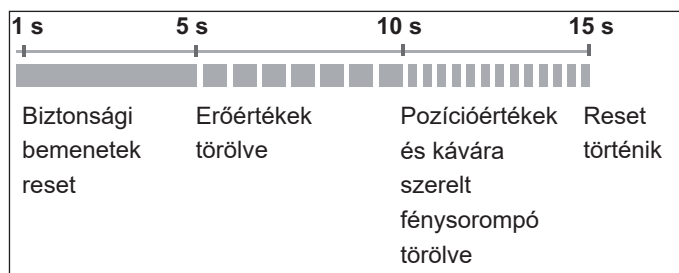 1 s 5 s 10 s 15 s
Biztonsági
bemenetek
reset
Erőértékek
törölve
Pozícióértékek
és kávára
szerelt
fénysorompó
törölve
Reset
történik